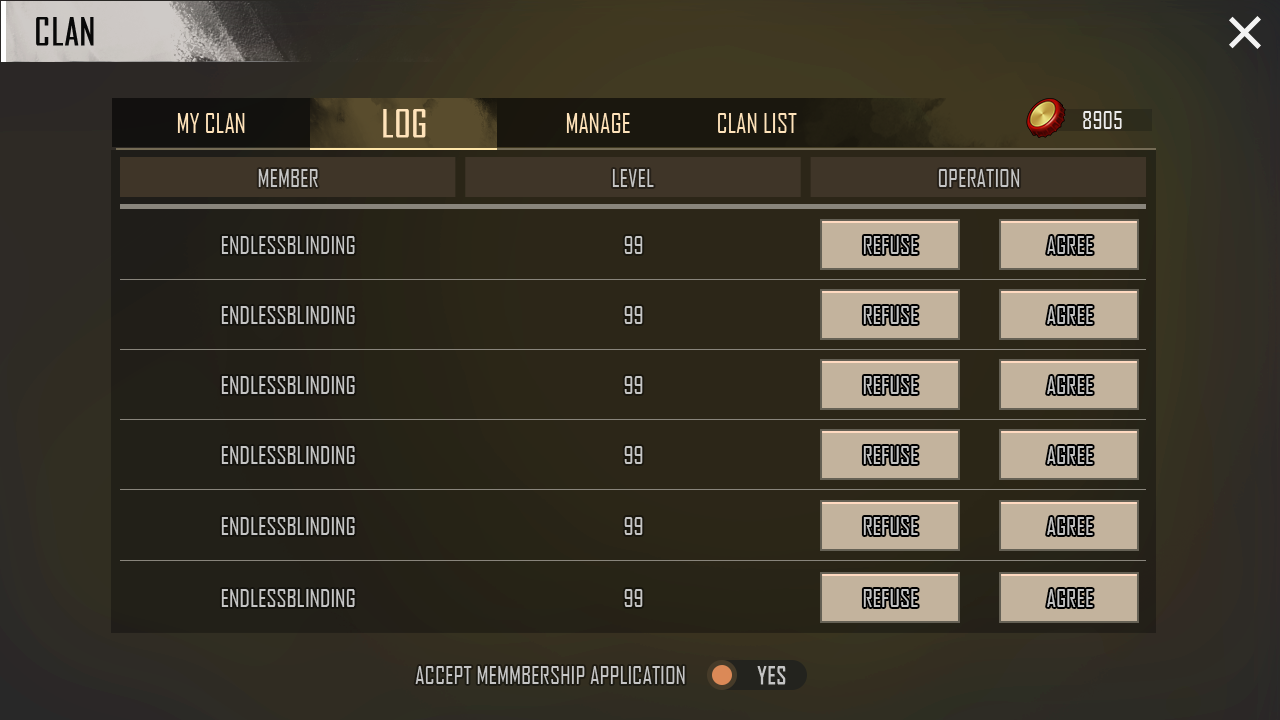 CLAN
MY CLAN LOG MANAGE CLAN LIST 8905
MEMBER LEVEL OPERATION
ENDLESSBLINDING 99 REFUSE AGREE
ENDLESSBLINDING 99 REFUSE AGREE
ENDLESSBLINDING 99 REFUSE AGREE
ENDLESSBLINDING 99 REFUSE AGREE
ENDLESSBLINDING 99 REFUSE AGREE
ENDLESSBLINDING 99 REFUSE AGREE
ACCEPT MEMMBERSHIP APPLICATION YES